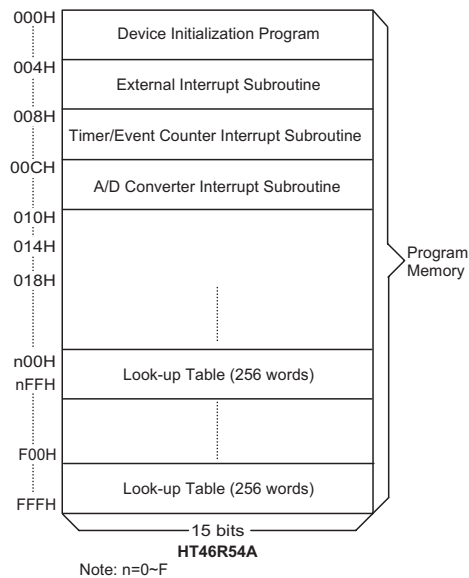 000H
Device Initialization Program
004H
External Interrupt Subroutine
008H
Timer/Event Counter Interrupt Subroutine
00CH
A/D Converter Interrupt Subroutine
010H
014H
018H
Program
Memory
n00H
Look-up Table (256 words)
nFFH
F00H
Look-up Table (256 words)
FFFH
15 bits
HT46R54A
Note: n=0~F